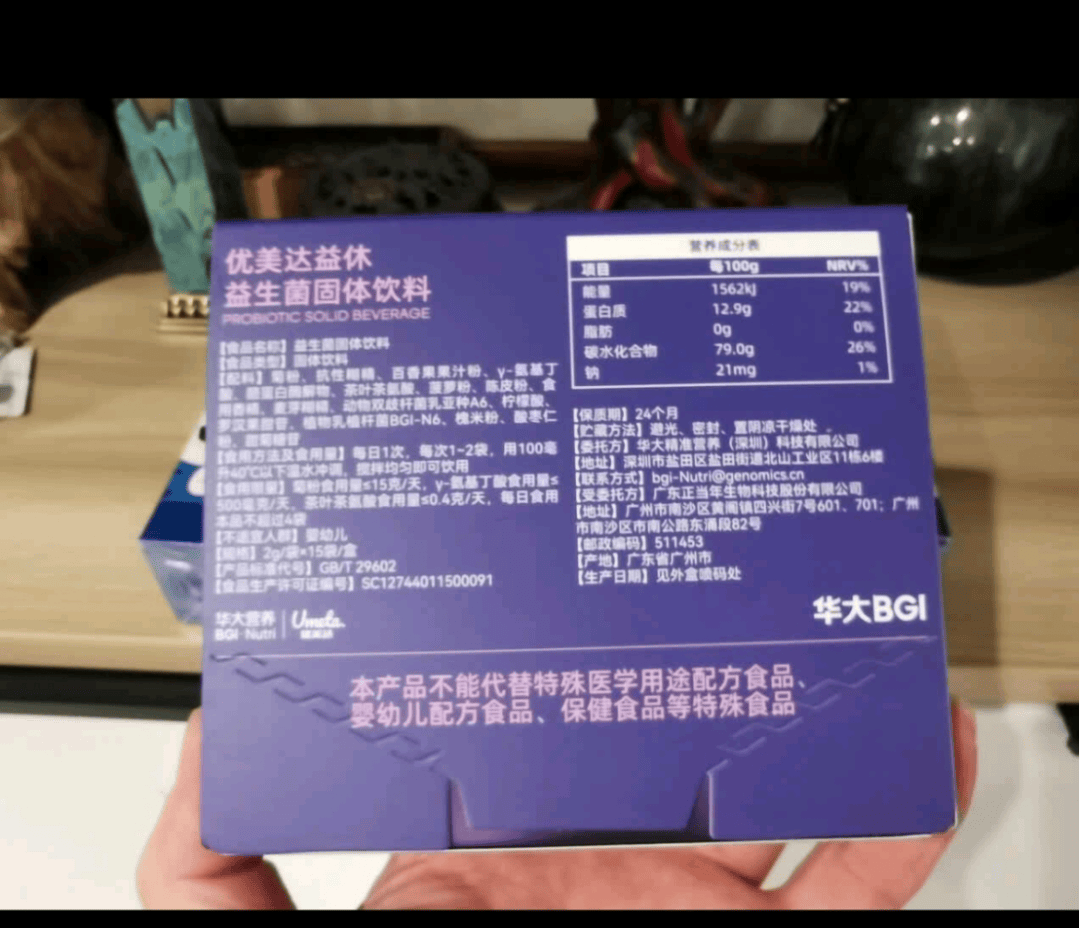 优美达益休
益生菌固体饮料
PROBIOTIC SOLID BEVERAGE
【食品名称】益生菌固体饮料
【食品类型】固体饮料
【配料】菊粉、抗性糊精、百香果果汁粉、γ-氨基丁
酸、酪蛋白酶解物、茶叶茶氨酸、菠萝粉、陈皮粉、食
用香精、麦芽糊精、动物双歧杆菌乳亚种A6、柠檬酸、
罗汉果甜苷、植物乳植杆菌BGI-N6、槐米粉、酸枣仁
粉、甜菊糖苷
【食用方法及食用量】每日1次，每次1~2袋，用100毫
升40℃以下温水冲调，搅拌均匀即可饮用
【食用限量】菊粉食用量≤15克/天，γ-氨基丁酸食用量≤
500毫克/天，茶叶茶氨酸食用量≤0.4克/天，每日食用
本品不超过4袋
【不适宜人群】婴幼儿
【规格】2g/袋×15袋/盒
【产品标准代号】GB/T 29602
【食品生产许可证编号】SC12744011500091
华大营养 Umeta.
BGI·Nutri 优美达
营养成分表
项目 每100g NRV%
能量 1562kJ 19%
蛋白质 12.9g 22%
脂肪 0g 0%
碳水化合物 79.0g 26%
钠 21mg 1%
【保质期】24个月
【贮藏方法】避光、密封、置阴凉干燥处
【委托方】华大精准营养（深圳）科技有限公司
【地址】深圳市盐田区盐田街道北山工业区11栋6楼
【联系方式】bgi-Nutri@genomics.cn
【受委托方】广东正当年生物科技股份有限公司
【地址】广州市南沙区黄阁镇四兴街7号601、701；广州
市南沙区市南公路东涌段82号
【邮政编码】511453
【产地】广东省广州市
【生产日期】见外盒喷码处
华大BGI
本产品不能代替特殊医学用途配方食品、
婴幼儿配方食品、保健食品等特殊食品